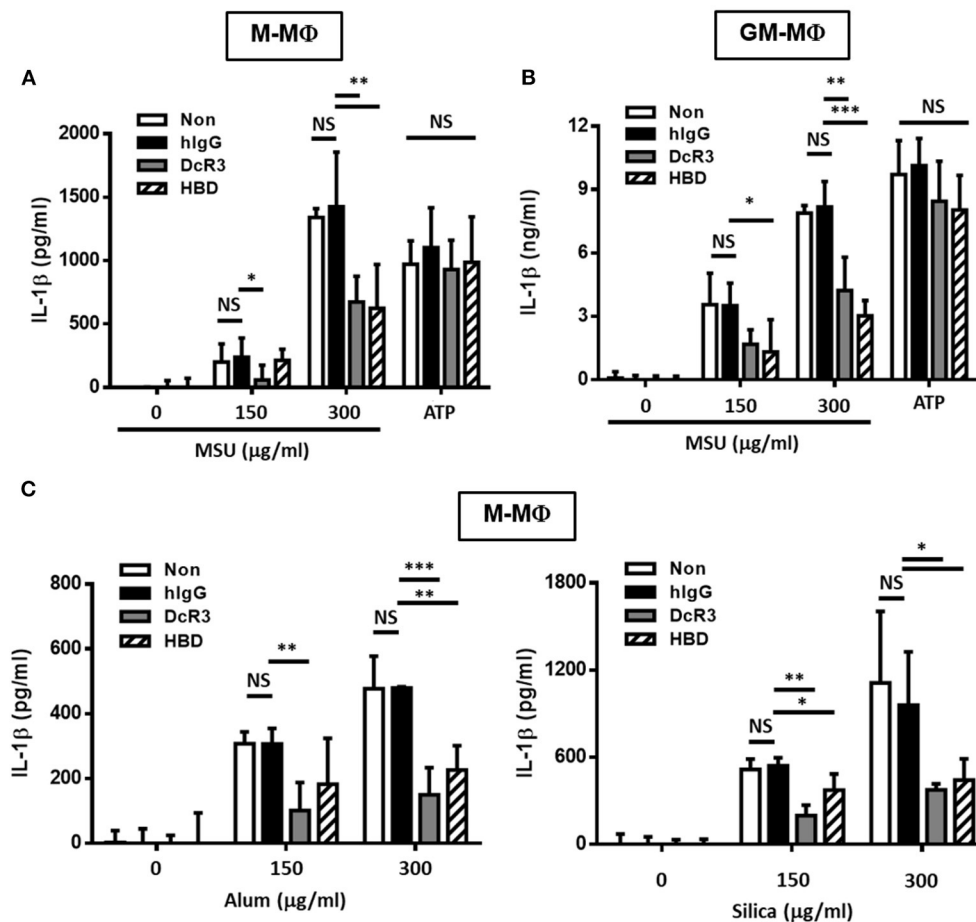 M-MΦ
GM-MΦ
A
Non
hIgG
DcR3
HBD
IL-1β (pg/ml)
2000
1500
1000
500
0
NS
*
NS
**
NS
0
150
300
ATP
MSU (μg/ml)
B
Non
hIgG
DcR3
HBD
IL-1β (ng/ml)
12
9
6
3
0
NS
*
NS
**
***
NS
0
150
300
ATP
MSU (μg/ml)
C
M-MΦ
Non
hIgG
DcR3
HBD
IL-1β (pg/ml)
800
600
400
200
0
NS
**
NS
***
**
0
150
300
Alum (μg/ml)
Non
hIgG
DcR3
HBD
IL-1β (pg/ml)
1800
1200
600
0
NS
**
*
NS
*
0
150
300
Silica (μg/ml)